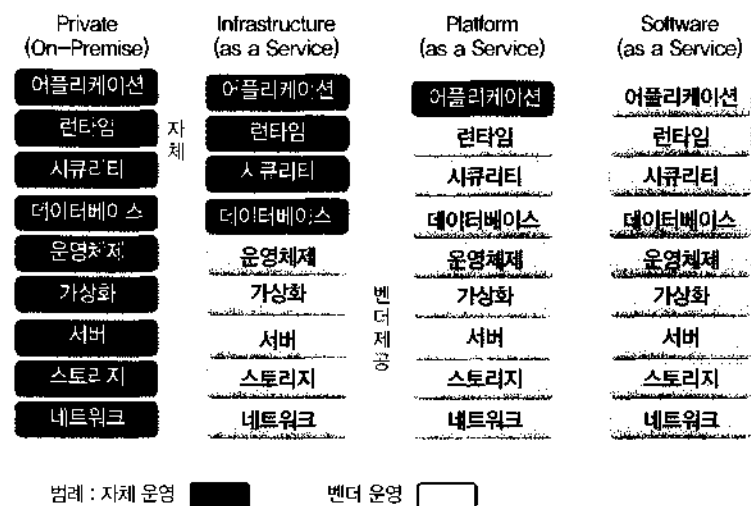 Private (On-Premise)
어플리케이션
런타임
시큐리티
데이터베이스
운영체제
가상화
서버
스토리지
네트워크
자체
Infrastructure (as a Service)
어플리케이션
런타임
시큐리티
데이터베이스
운영체제
가상화
서버
스토리지
네트워크
벤더제공
Platform (as a Service)
어플리케이션
런타임
시큐리티
데이터베이스
운영체제
가상화
서버
스토리지
네트워크
Software (as a Service)
어플리케이션
런타임
시큐리티
데이터베이스
운영체제
가상화
서버
스토리지
네트워크
범례 : 자체 운영
벤더 운영